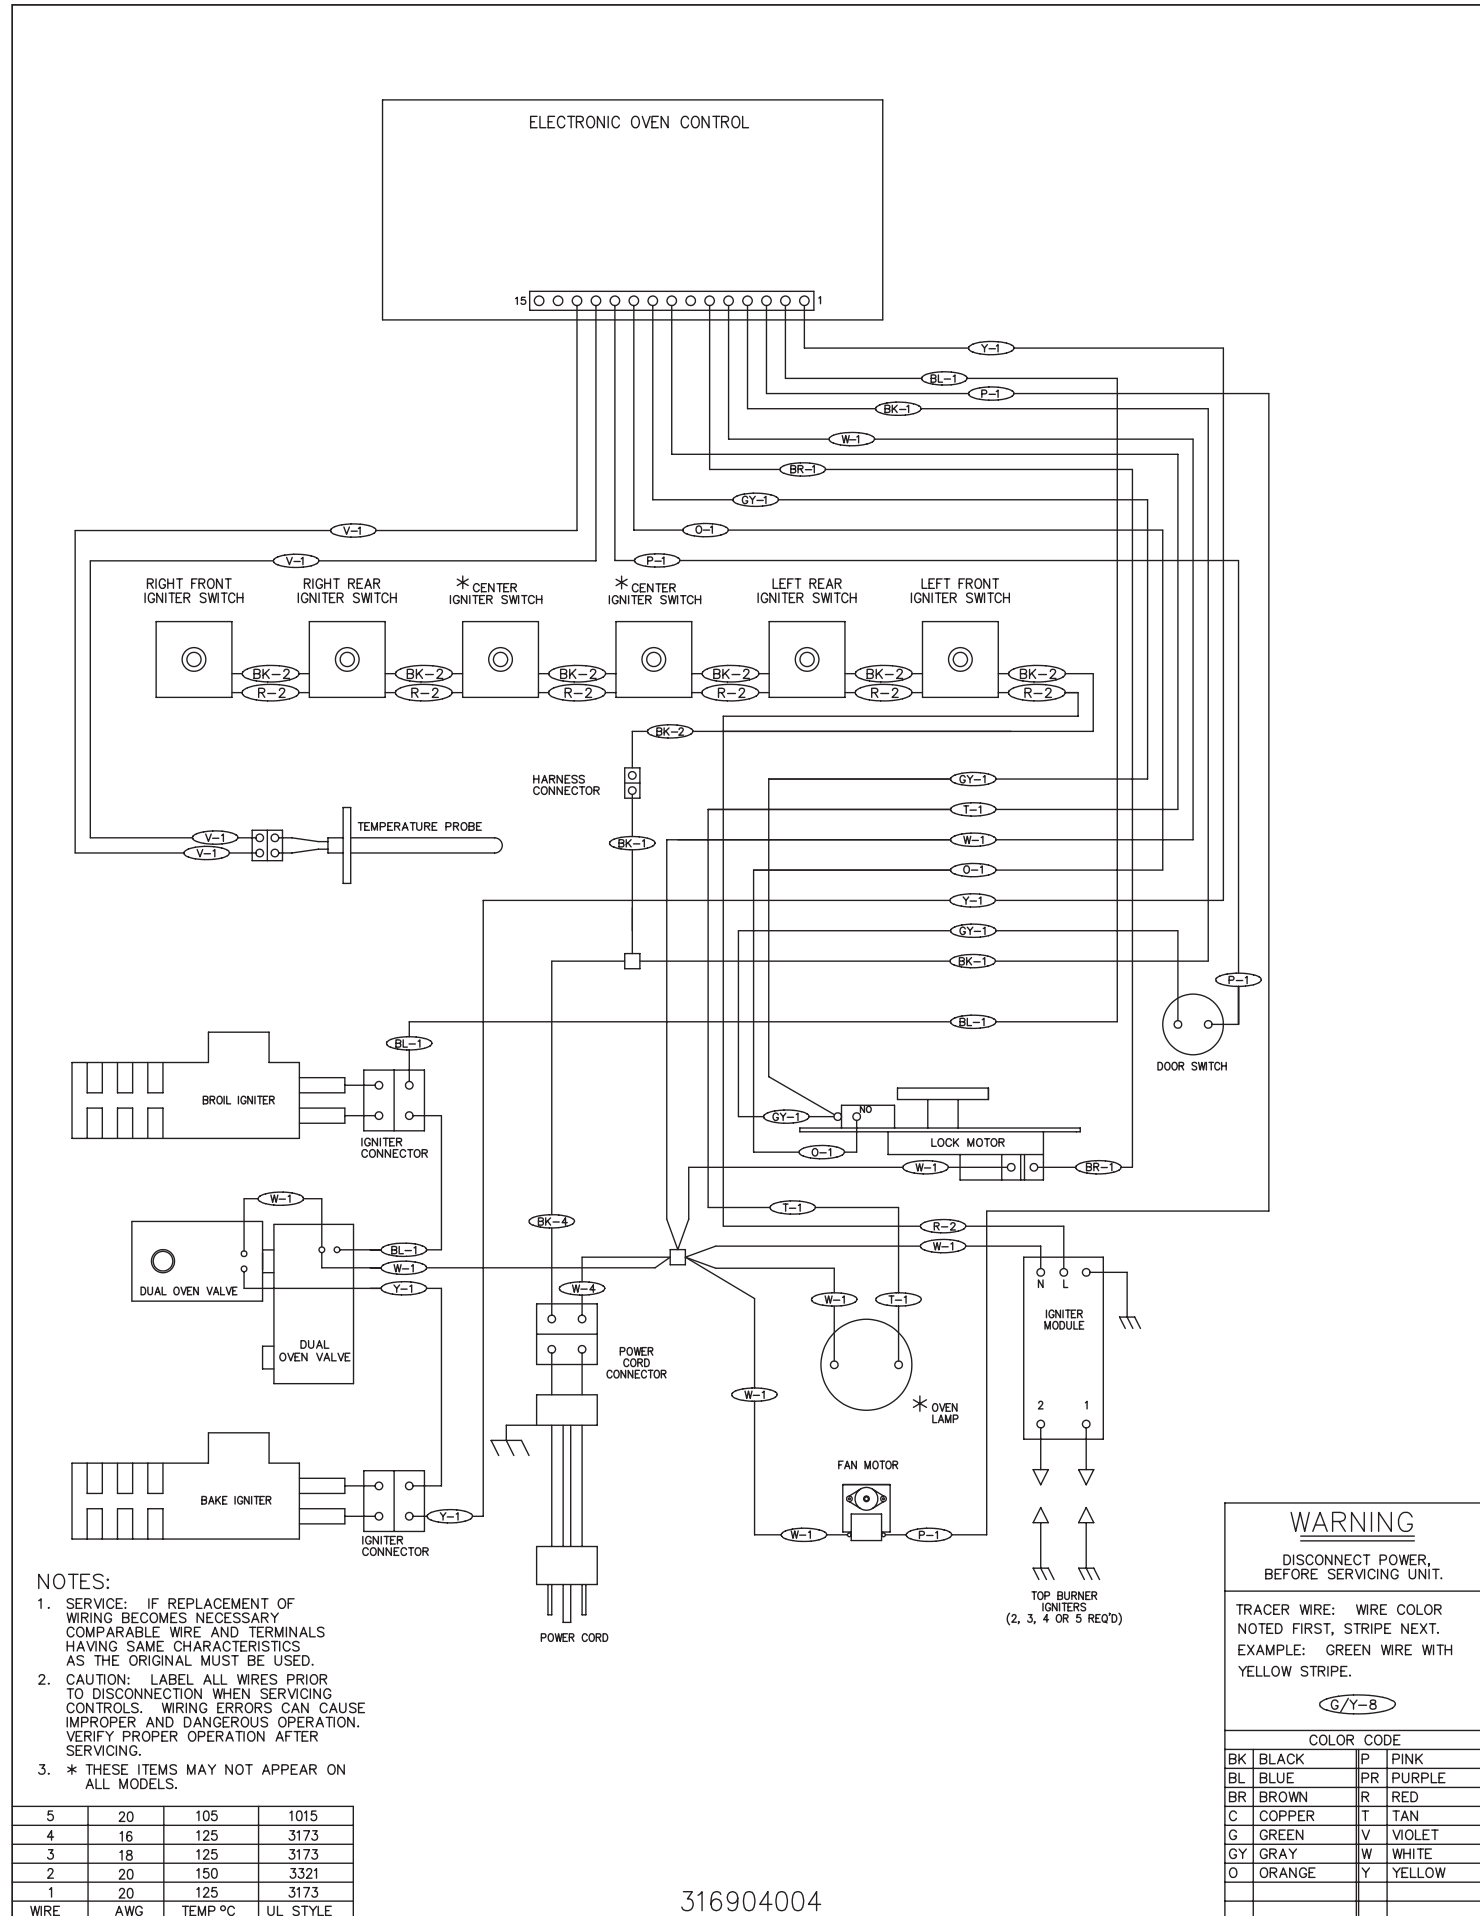 ELECTRONIC OVEN CONTROL
15
1
Y-1
BL-1
P-1
BK-1
W-1
BR-1
GY-1
V-1
O-1
V-1
P-1
RIGHT FRONT
IGNITER SWITCH
RIGHT REAR
IGNITER SWITCH
* CENTER
IGNITER SWITCH
* CENTER
IGNITER SWITCH
LEFT REAR
IGNITER SWITCH
LEFT FRONT
IGNITER SWITCH
BK-2
BK-2
BK-2
BK-2
BK-2
BK-2
R-2
R-2
R-2
R-2
R-2
R-2
BK-2
HARNESS
CONNECTOR
GY-1
T-1
TEMPERATURE PROBE
V-1
V-1
BK-1
W-1
O-1
Y-1
GY-1
BK-1
P-1
BL-1
BL-1
DOOR SWITCH
BROIL IGNITER
IGNITER
CONNECTOR
GY-1
NO
LOCK MOTOR
O-1
W-1
BR-1
W-1
T-1
BK-4
R-2
BL-1
W-1
W-1
Y-1
W-4
DUAL OVEN VALVE
DUAL
OVEN VALVE
W-1
T-1
N
L
IGNITER
MODULE
POWER
CORD
CONNECTOR
W-1
* OVEN
LAMP
2
1
FAN MOTOR
BAKE IGNITER
Y-1
IGNITER
CONNECTOR
W-1
P-1
TOP BURNER
IGNITERS
(2, 3, 4 OR 5 REQ'D)
POWER CORD
NOTES:
1. SERVICE: IF REPLACEMENT OF
WIRING BECOMES NECESSARY
COMPARABLE WIRE AND TERMINALS
HAVING SAME CHARACTERISTICS
AS THE ORIGINAL MUST BE USED.
2. CAUTION: LABEL ALL WIRES PRIOR
TO DISCONNECTION WHEN SERVICING
CONTROLS. WIRING ERRORS CAN CAUSE
IMPROPER AND DANGEROUS OPERATION.
VERIFY PROPER OPERATION AFTER
SERVICING.
3. * THESE ITEMS MAY NOT APPEAR ON
ALL MODELS.
5 20 105 1015
4 16 125 3173
3 18 125 3173
2 20 150 3321
1 20 125 3173
WIRE AWG TEMP °C UL STYLE
316904004
WARNING
DISCONNECT POWER,
BEFORE SERVICING UNIT.
TRACER WIRE: WIRE COLOR
NOTED FIRST, STRIPE NEXT.
EXAMPLE: GREEN WIRE WITH
YELLOW STRIPE.
G/Y-8
COLOR CODE
BK BLACK P PINK
BL BLUE PR PURPLE
BR BROWN R RED
C COPPER T TAN
G GREEN V VIOLET
GY GRAY W WHITE
O ORANGE Y YELLOW